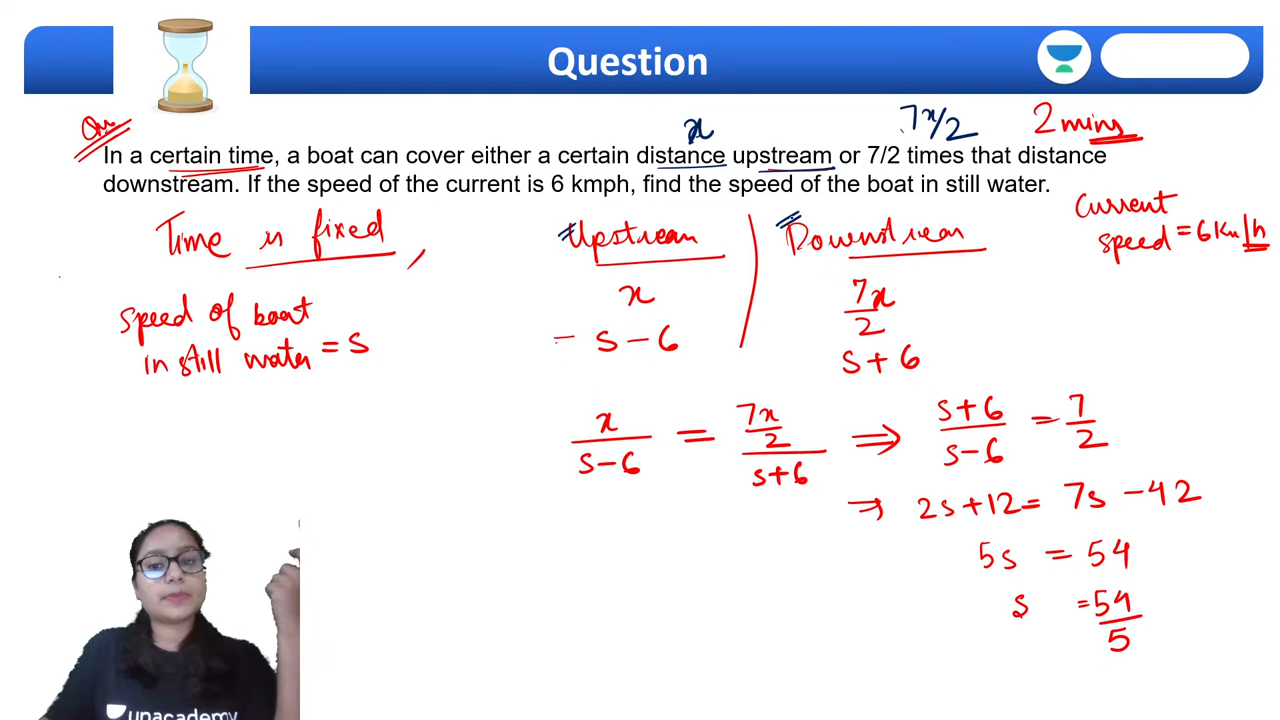 Question
Que
x
7x/2
2 mins
In a certain time, a boat can cover either a certain distance upstream or 7/2 times that distance
downstream. If the speed of the current is 6 kmph, find the speed of the boat in still water.
Time is fixed,
Upstream
Downstream
Current
speed = 6 Km/h
x
7x/2
s - 6
s + 6
Speed of boat
in still water = s
x/(s-6) = (7x/2)/(s+6) ⇒ (s+6)/(s-6) = 7/2
⇒ 2s+12 = 7s - 42
5s = 54
s = 54/5
unacademy